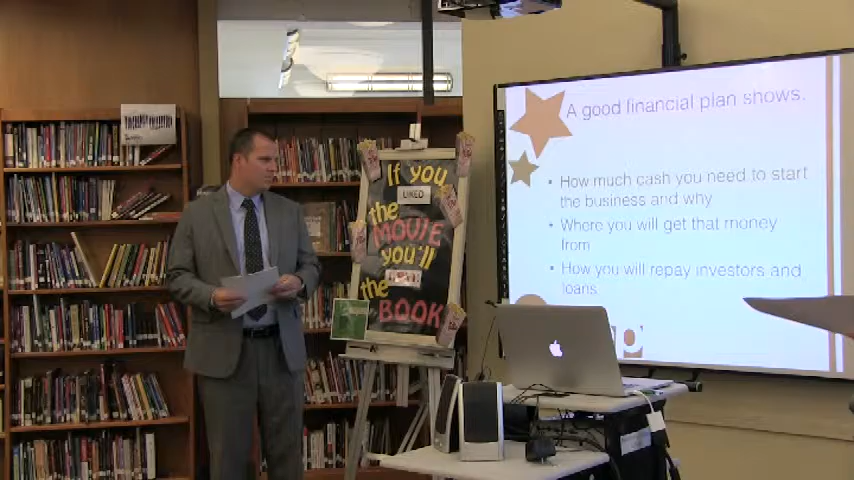 If you
LIKED
the
MOVIE
you'll
the
BOOK
A good financial plan shows.
• How much cash you need to start
the business and why
• Where you will get that money
from
• How you will repay investors and
loans